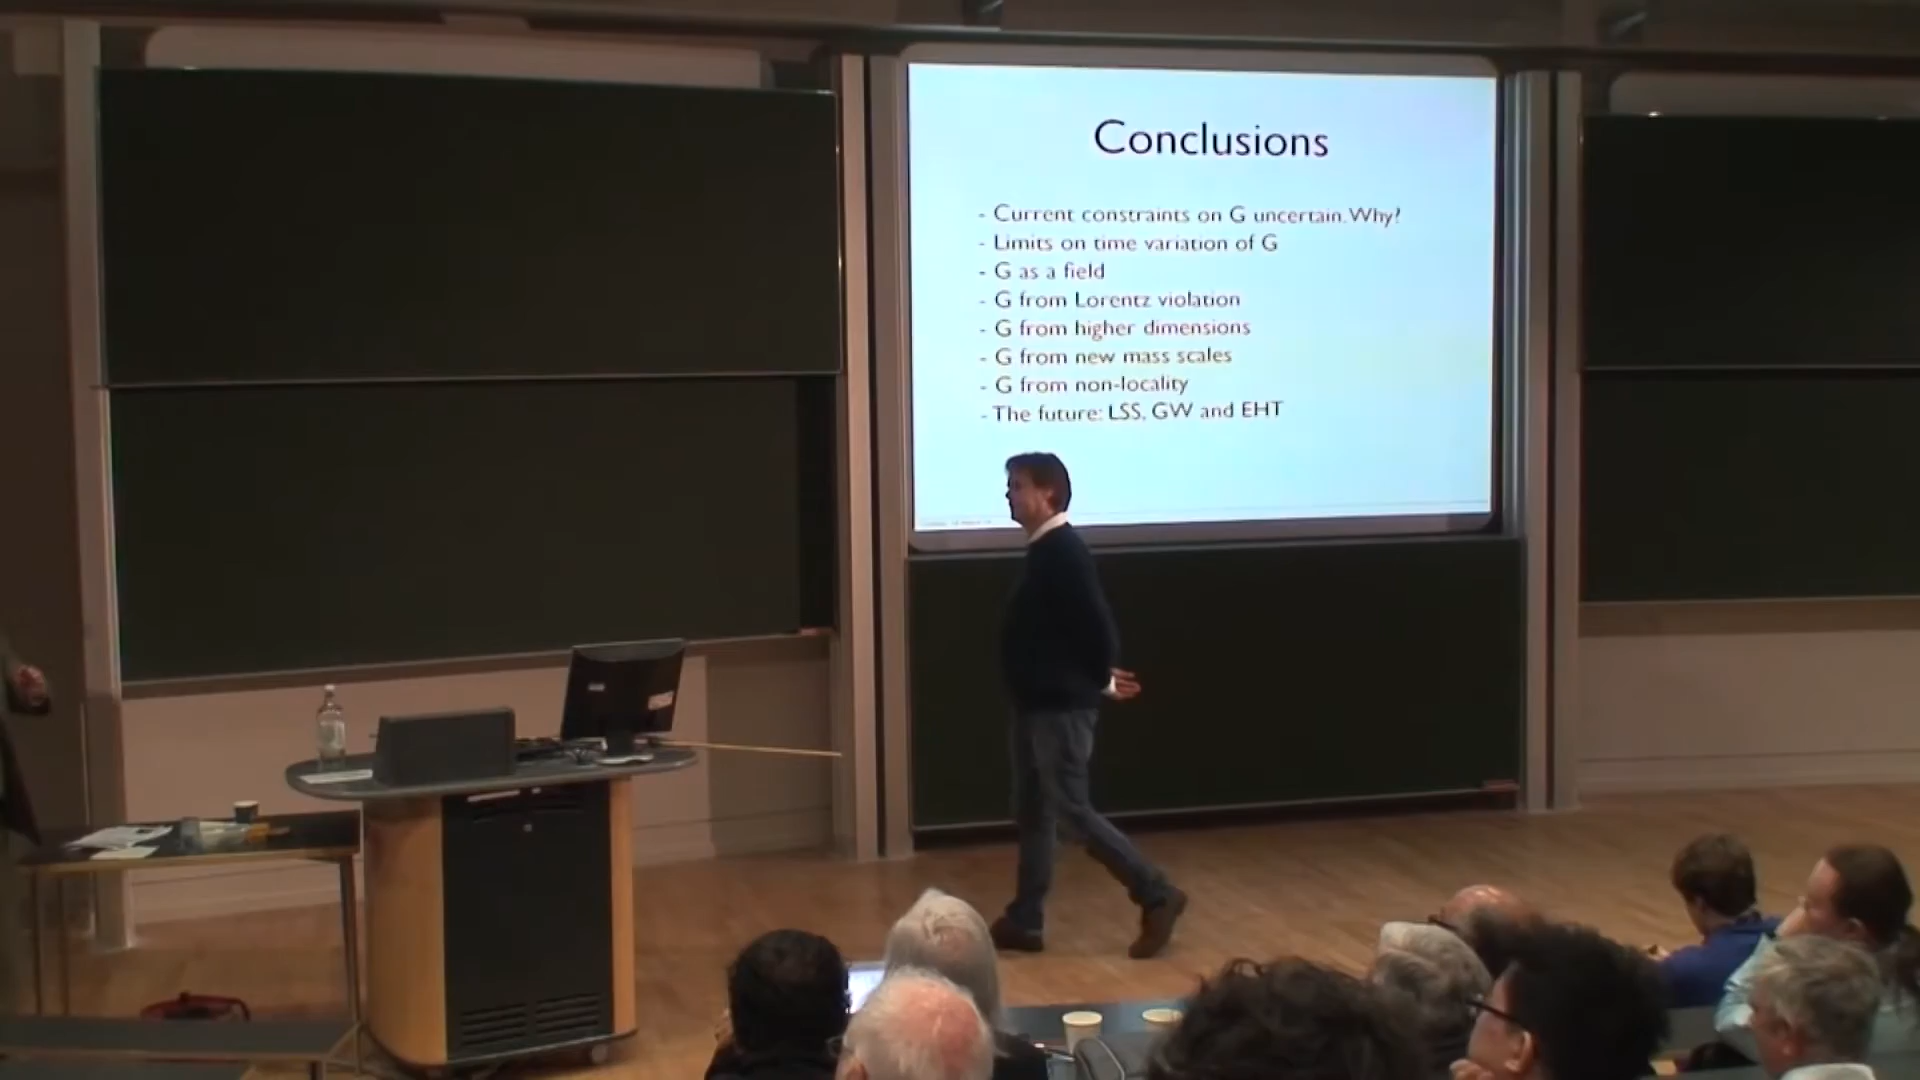 Conclusions
- Current constraints on G uncertain. Why?
- Limits on time variation of G
- G as a field
- G from Lorentz violation
- G from higher dimensions
- G from new mass scales
- G from non-locality
- The future: LSS, GW and EHT